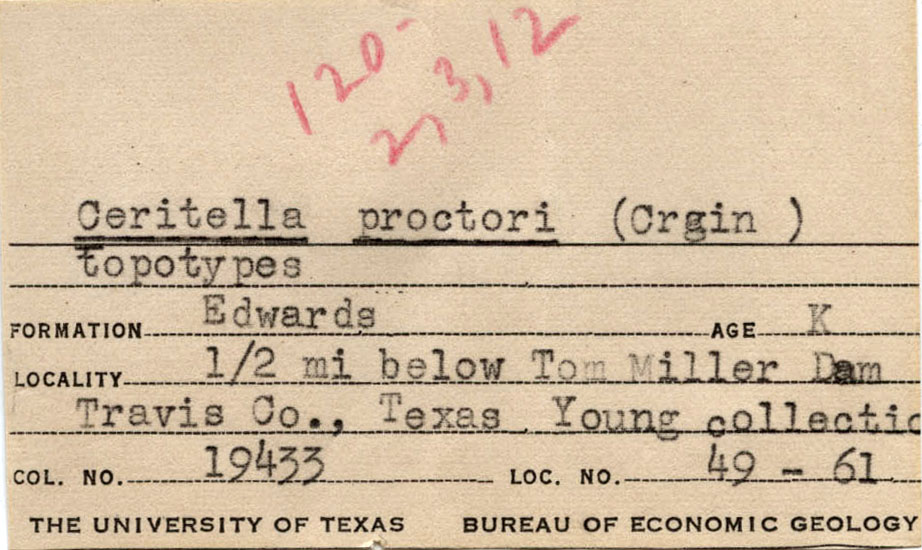 120-
2, 3, 12
Ceritella proctori (Crgin )
topotypes
FORMATION Edwards AGE K
LOCALITY 1/2 mi below Tom Miller Dam
Travis Co., Texas Young collectio
COL. NO. 19433 LOC. NO. 49 - 61
THE UNIVERSITY OF TEXAS BUREAU OF ECONOMIC GEOLOGY